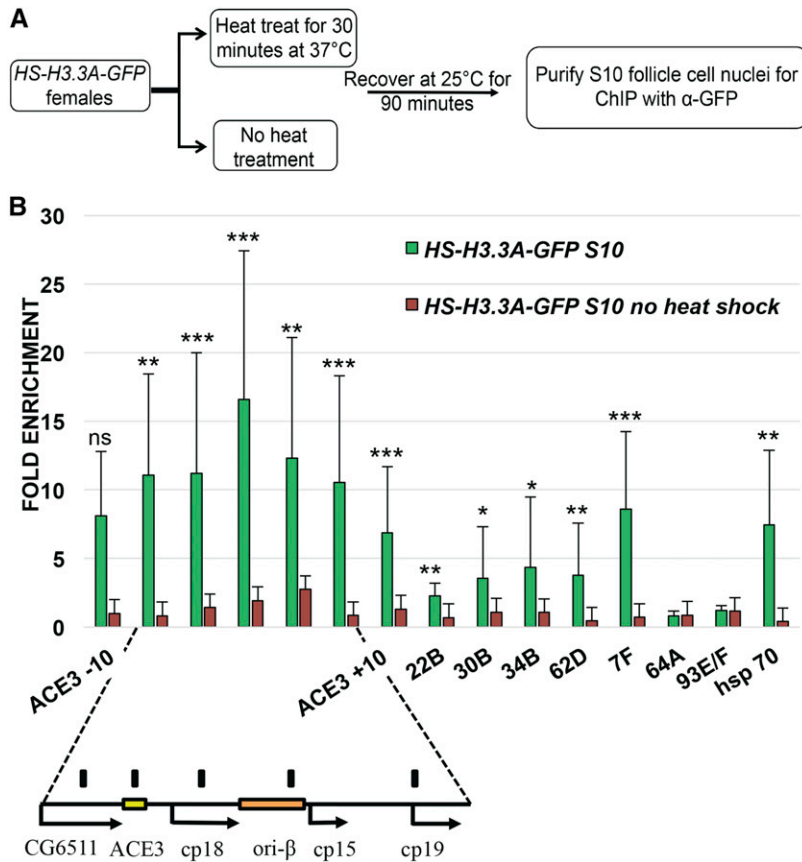 A
HS-H3.3A-GFP
females
Heat treat for 30
minutes at 37°C
No heat
treatment
Recover at 25°C for
90 minutes
Purify S10 follicle cell nuclei for
ChIP with α-GFP
B
FOLD ENRICHMENT
30
25
20
15
10
5
0
HS-H3.3A-GFP S10
HS-H3.3A-GFP S10 no heat shock
ns
**
***
***
**
***
***
**
*
*
**
***
**
ACE3 -10
ACE3 +10
22B
30B
34B
62D
7F
64A
93E/F
hsp 70
CG6511
ACE3
cp18
ori-β
cp15
cp19